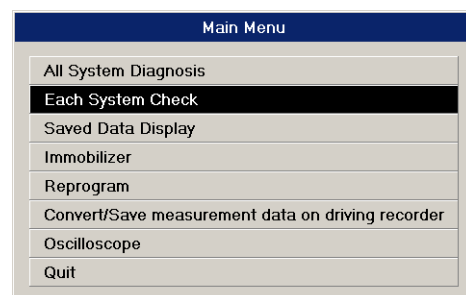 Main Menu
All System Diagnosis
Each System Check
Saved Data Display
Immobilizer
Reprogram
Convert/Save measurement data on driving recorder
Oscilloscope
Quit